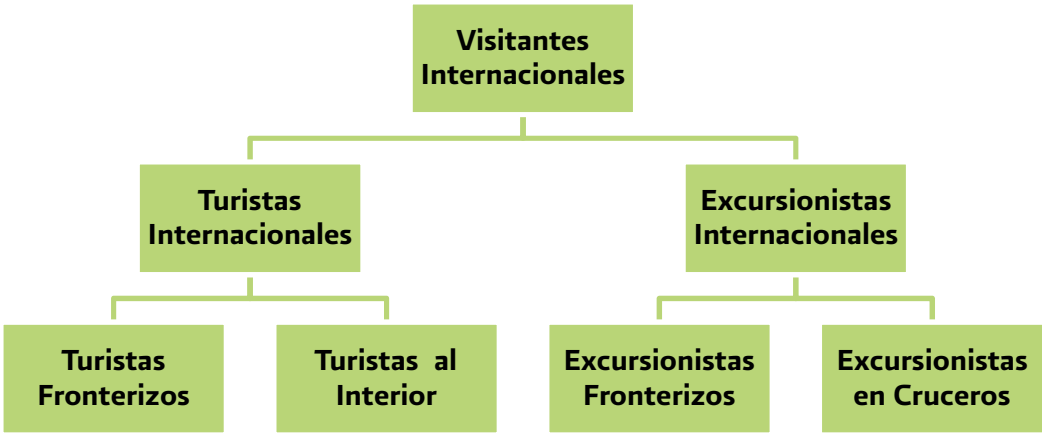 Visitantes
Internacionales
Turistas
Internacionales
Excursionistas
Internacionales
Turistas
Fronterizos
Turistas al
Interior
Excursionistas
Fronterizos
Excursionistas
en Cruceros